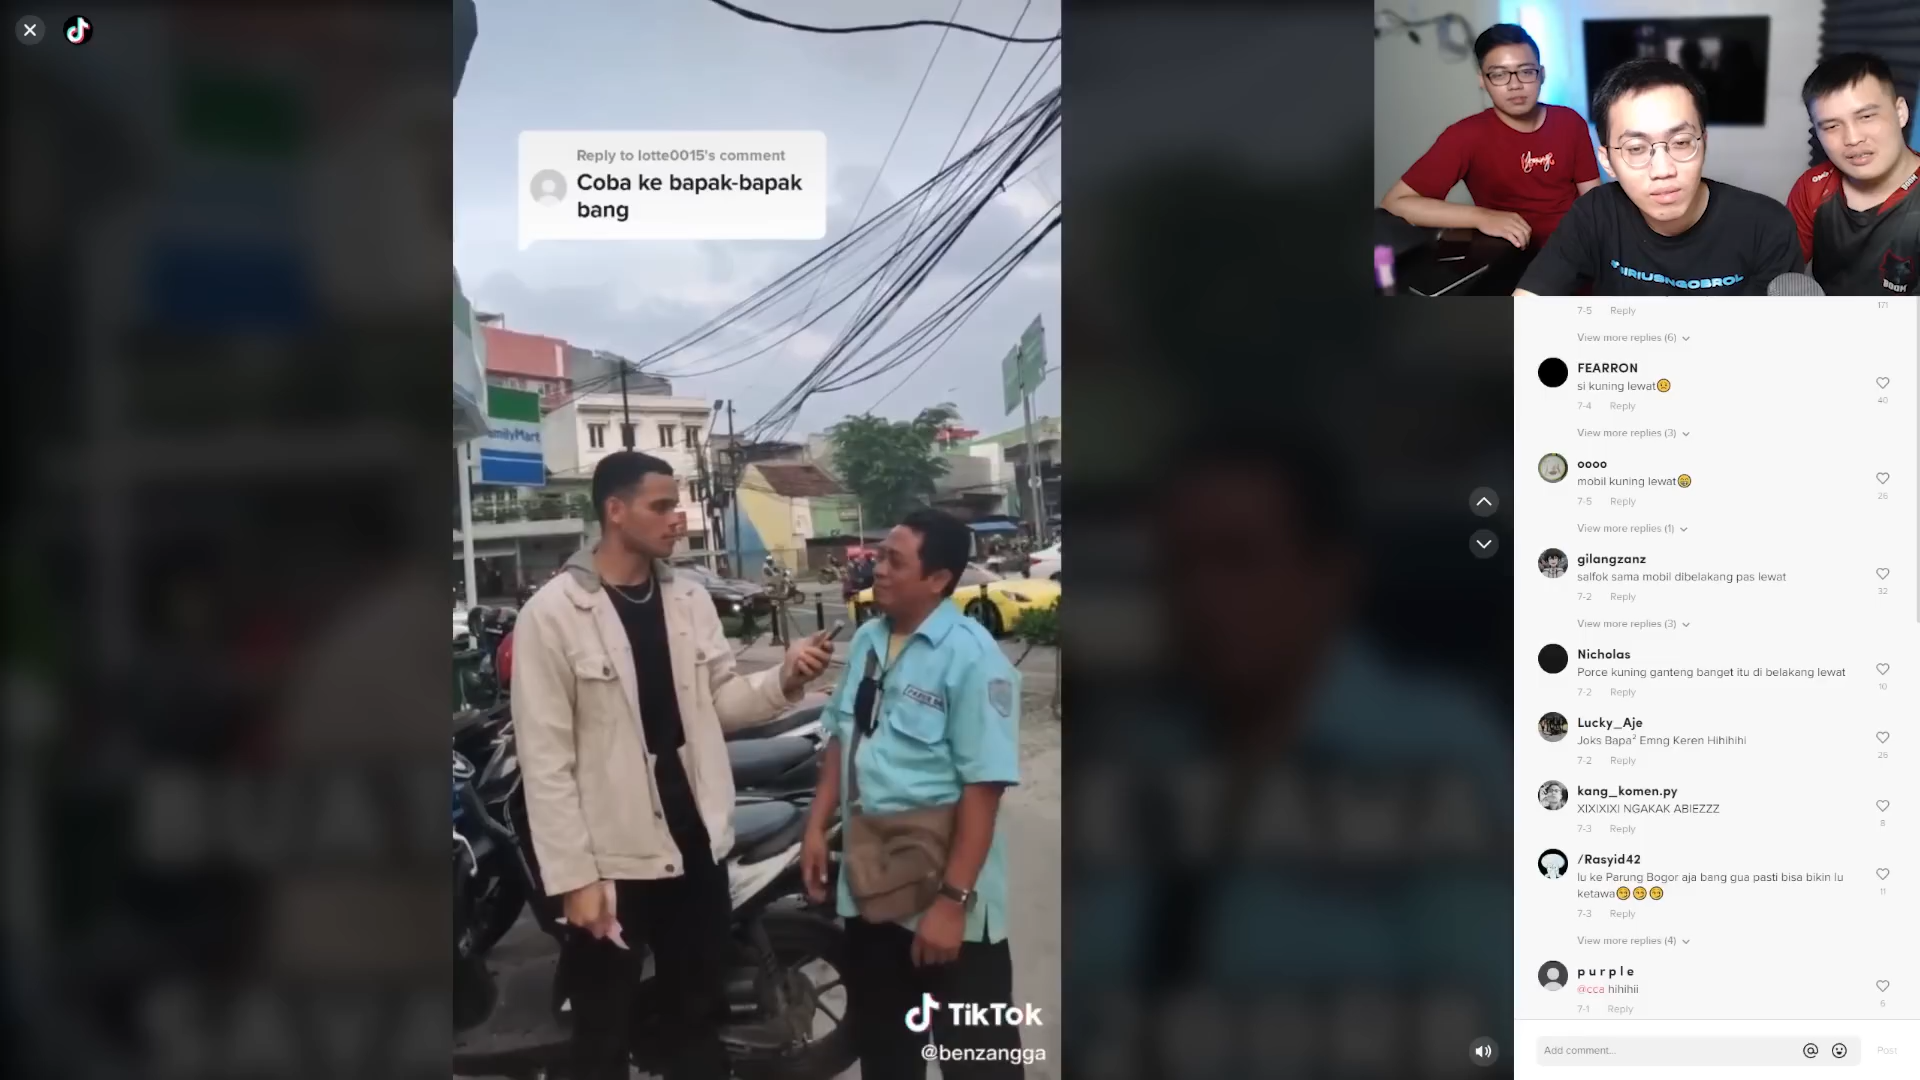 Reply to lotte0015's comment
Coba ke bapak-bapak
bang
FamilyMart
TikTok
@benzangga
BOOM
171
7-5 Reply
View more replies (6)
FEARRON
si kuning lewat😐
40
7-4 Reply
View more replies (3)
oooo
mobil kuning lewat😁
26
7-5 Reply
View more replies (1)
gilangzanz
salfok sama mobil dibelakang pas lewat
32
7-2 Reply
View more replies (3)
Nicholas
Porce kuning ganteng banget itu di belakang lewat
10
7-2 Reply
Lucky_Aje
Joks Bapa² Emng Keren Hihihihi
26
7-2 Reply
kang_komen.py
XIXIXIXI NGAKAK ABIEZZZ
8
7-3 Reply
/Rasyid42
lu ke Parung Bogor aja bang gua pasti bisa bikin lu
ketawa😏😏😏
11
7-3 Reply
View more replies (4)
p u r p l e
@cca hihihii
6
7-1 Reply
Add comment...
Post